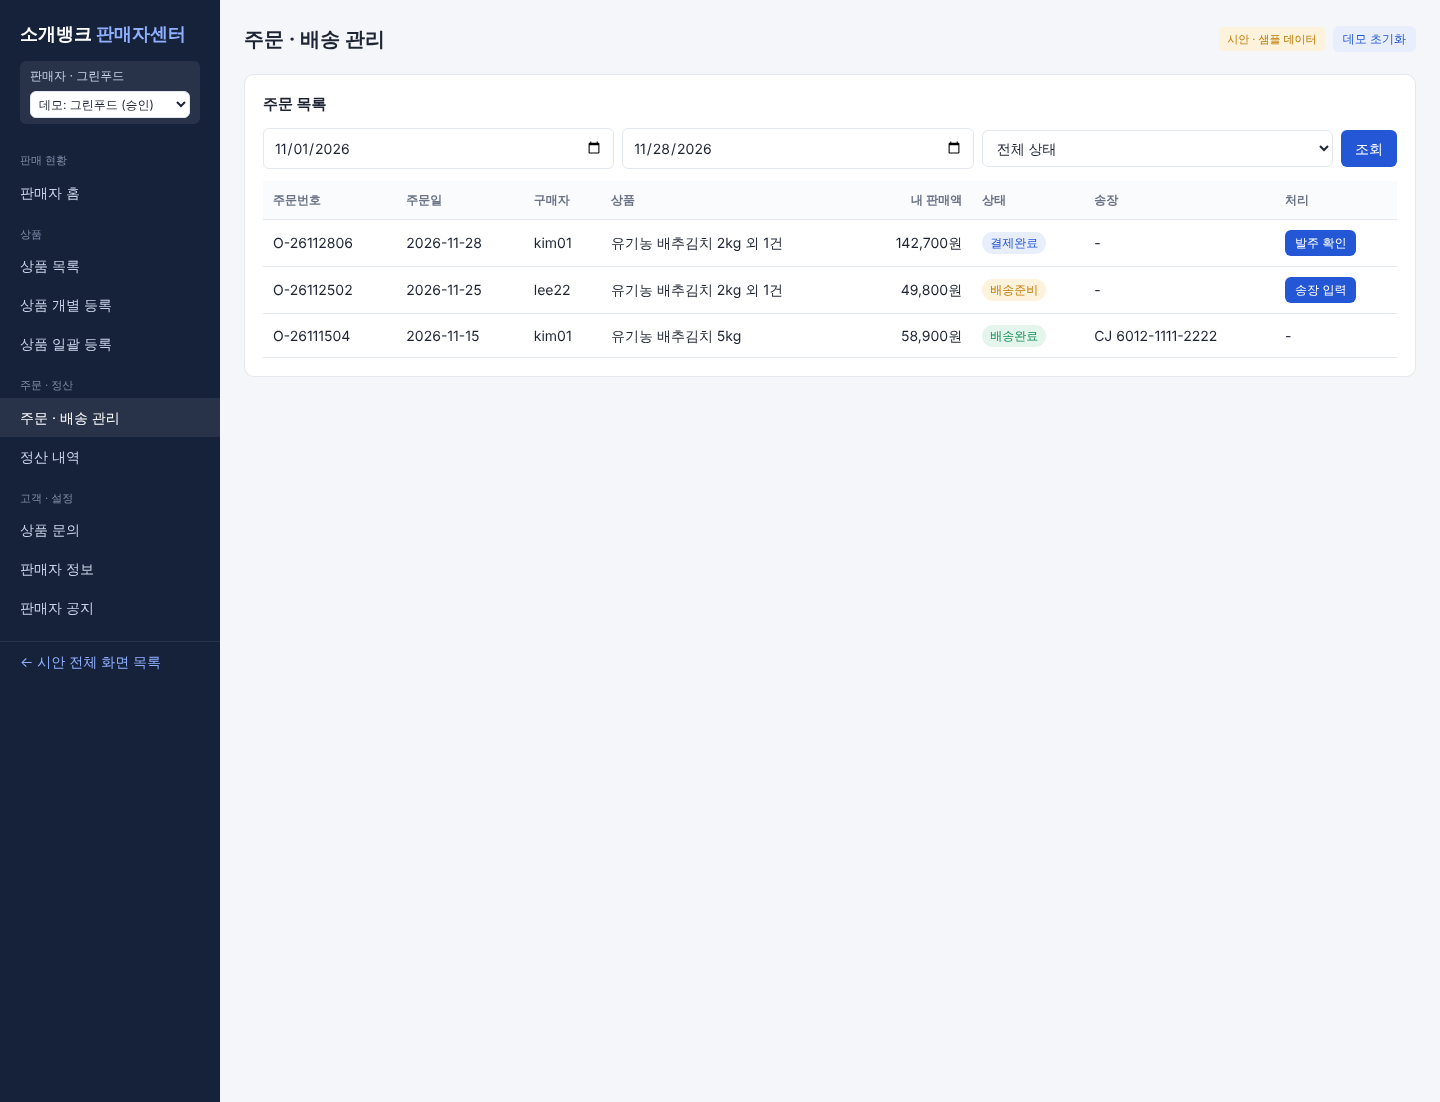 소개뱅크 판매자센터
판매자 · 그린푸드
데모: 그린푸드 (승인)
판매 현황
판매자 홈
상품
상품 목록
상품 개별 등록
상품 일괄 등록
주문 · 정산
주문 · 배송 관리
정산 내역
고객 · 설정
상품 문의
판매자 정보
판매자 공지
← 시안 전체 화면 목록
주문 · 배송 관리
시안 · 샘플 데이터 데모 초기화
주문 목록
11/01/2026 11/28/2026 전체 상태 조회
주문번호 주문일 구매자 상품 내 판매액 상태 송장 처리
O-26112806 2026-11-28 kim01 유기농 배추김치 2kg 외 1건 142,700원 결제완료 - 발주 확인
O-26112502 2026-11-25 lee22 유기농 배추김치 2kg 외 1건 49,800원 배송준비 - 송장 입력
O-26111504 2026-11-15 kim01 유기농 배추김치 5kg 58,900원 배송완료 CJ 6012-1111-2222 -